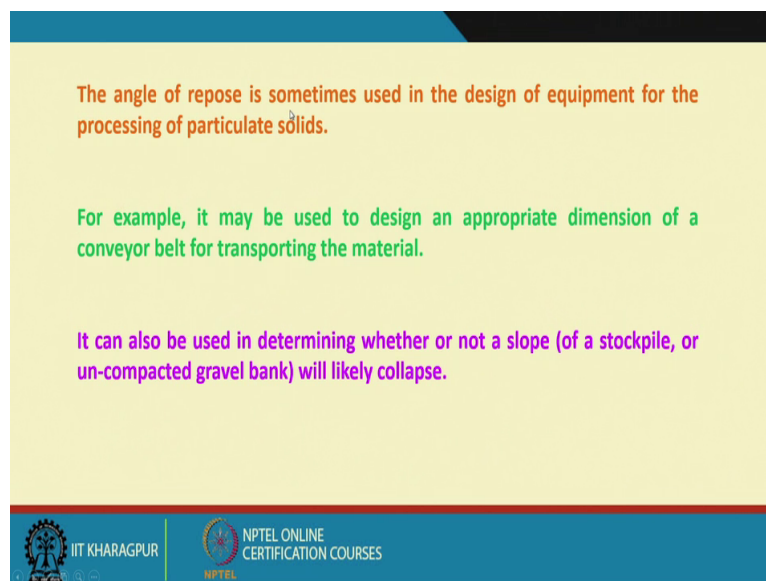 The angle of repose is sometimes used in the design of equipment for the
processing of particulate solids.
For example, it may be used to design an appropriate dimension of a
conveyor belt for transporting the material.
It can also be used in determining whether or not a slope (of a stockpile, or
un-compacted gravel bank) will likely collapse.
IIT KHARAGPUR
NPTEL
NPTEL ONLINE
CERTIFICATION COURSES